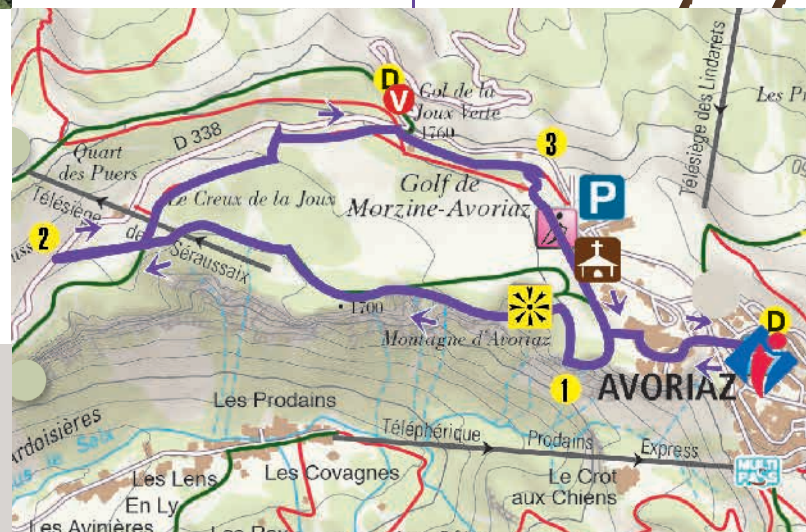 D
V
Col de la
Joux Verte
1760
D 338
Quart
des Puers
3
Télésiège des Lindarets
Les
Golf de
Morzine-Avoriaz
P
Le Creux de la Joux
2
Télésiège
de
Séraussaix
1700
Montagne d'Avoriaz
D
1
AVORIAZ
Les Prodains
Téléphérique
Prodains
Express
MULTI
PASS
Ardoisières
Les Lens
Les Covagnes
Le Crot
aux Chiens
En Ly
Les Avinières